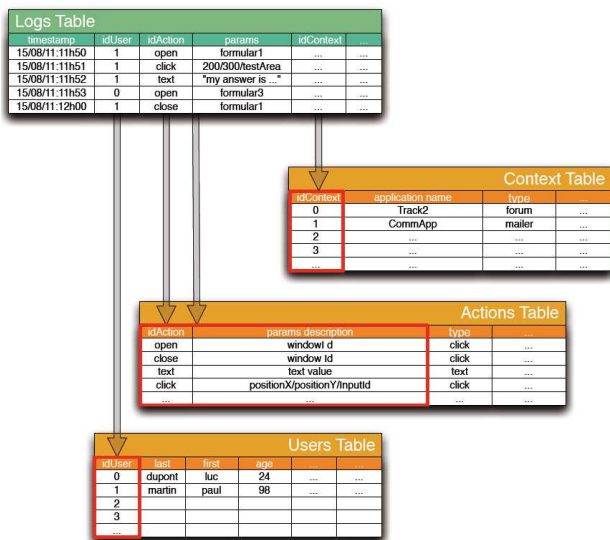 Logs Table
timestamp idUser idAction params idContext ...
15/08/11:11h50 1 open formular1 ... ...
15/08/11:11h51 1 click 200/300/testArea ... ...
15/08/11:11h52 1 text "my answer is ..." ... ...
15/08/11:11h53 0 open formular3 ... ...
15/08/11:12h00 1 close formular1 ... ...
Context Table
idContext application name type ...
0 Track2 forum ...
1 CommApp mailer ...
2 ... ... ...
3 ... ... ...
... ... ... ...
Actions Table
idAction params description type ...
open windowI d click ...
close window Id click ...
text text value text ...
click positionX/positionY/InputId click ...
... ... ... ...
Users Table
idUser last first age ... ...
0 dupont luc 24 ... ...
1 martin paul 98 ... ...
2
3
...